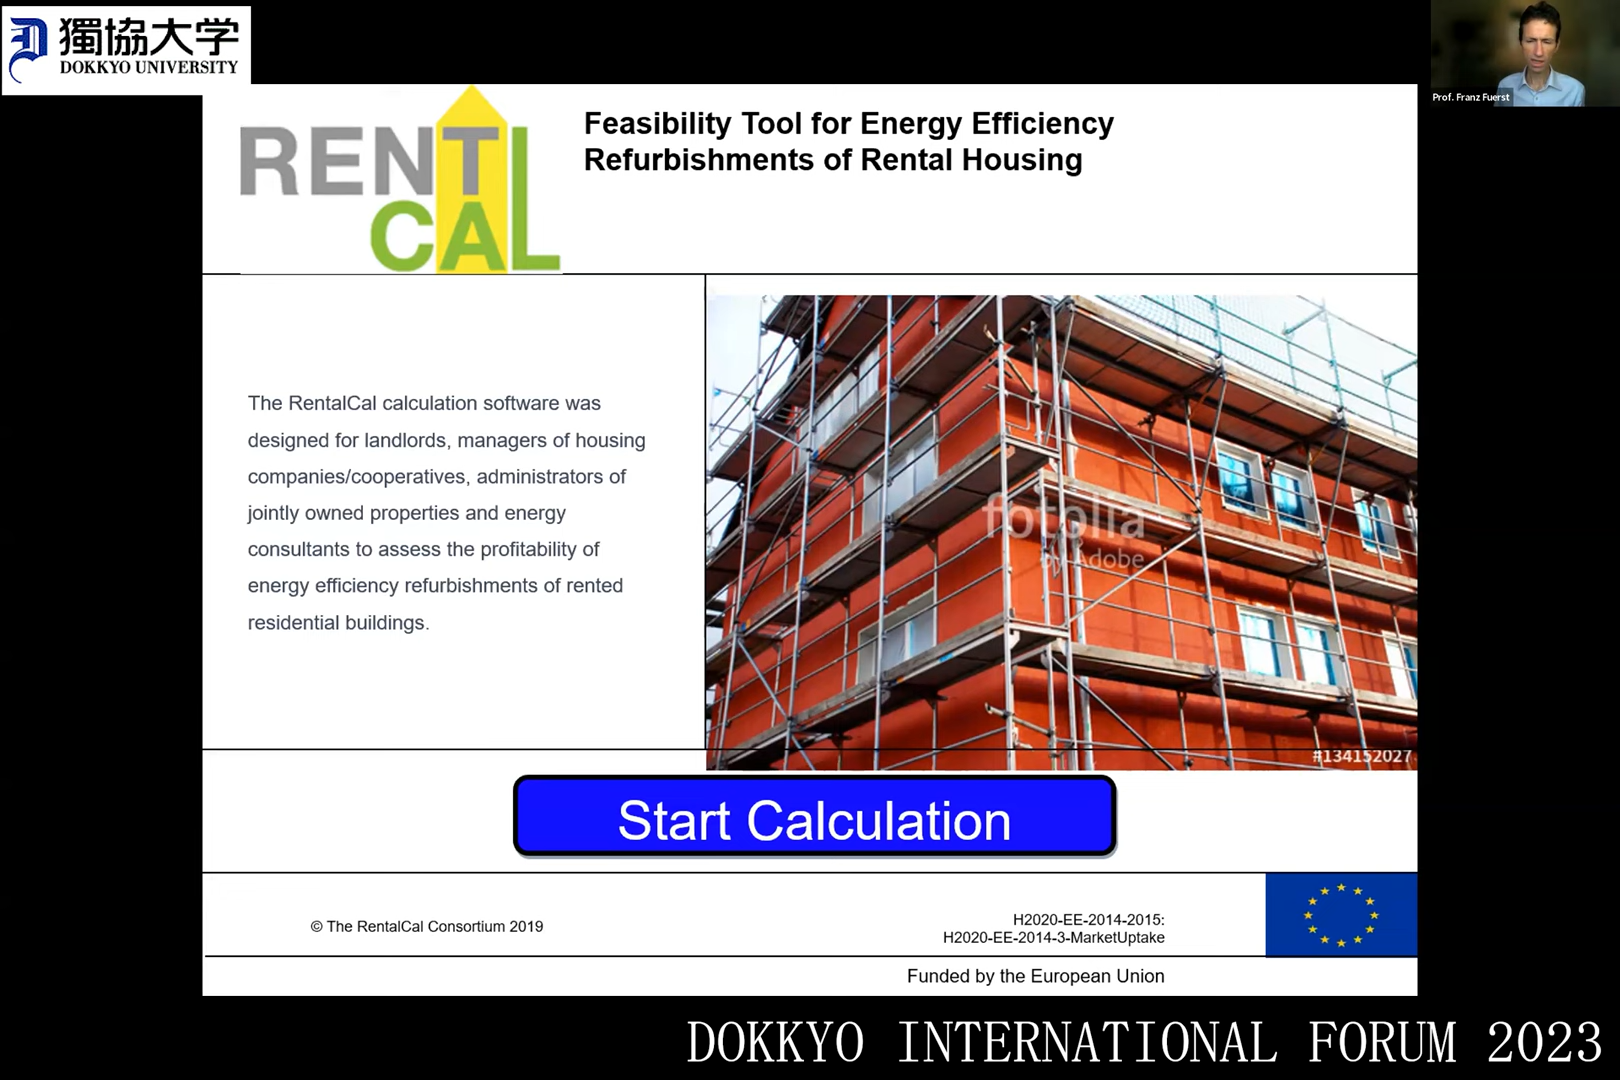 獨協大学
DOKKYO UNIVERSITY
Prof. Franz Fuerst
RENT
CAL
Feasibility Tool for Energy Efficiency
Refurbishments of Rental Housing
The RentalCal calculation software was
designed for landlords, managers of housing
companies/cooperatives, administrators of
jointly owned properties and energy
consultants to assess the profitability of
energy efficiency refurbishments of rented
residential buildings.
fotolia
by Adobe
#134152027
Start Calculation
© The RentalCal Consortium 2019
H2020-EE-2014-2015:
H2020-EE-2014-3-MarketUptake
Funded by the European Union
DOKKYO INTERNATIONAL FORUM 2023